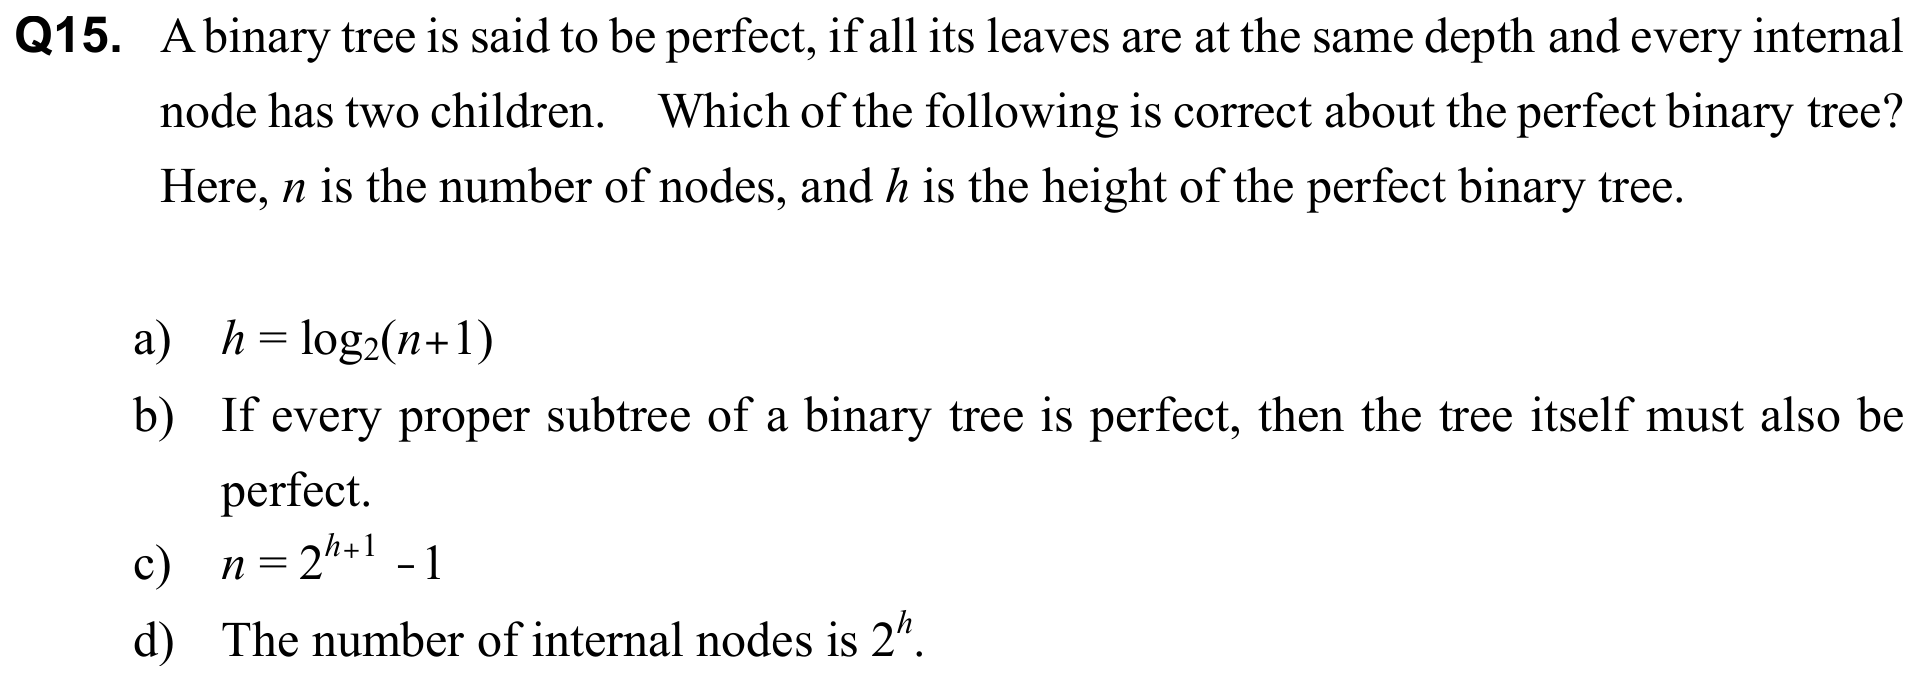 Q15. A binary tree is said to be perfect, if all its leaves are at the same depth and every internal
node has two children. Which of the following is correct about the perfect binary tree?
Here, n is the number of nodes, and h is the height of the perfect binary tree.
a) h = log₂(n+1)
b) If every proper subtree of a binary tree is perfect, then the tree itself must also be
perfect.
c) n = 2^{h+1} – 1
d) The number of internal nodes is 2^h.